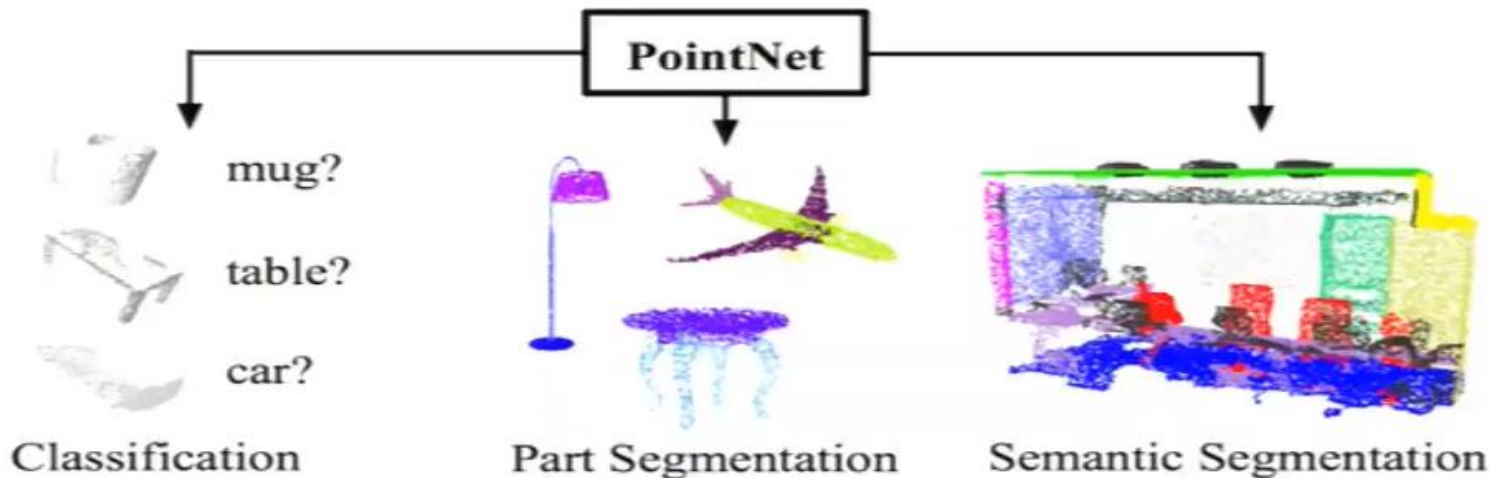 PointNet
mug?
table?
car?
Classification
Part Segmentation
Semantic Segmentation